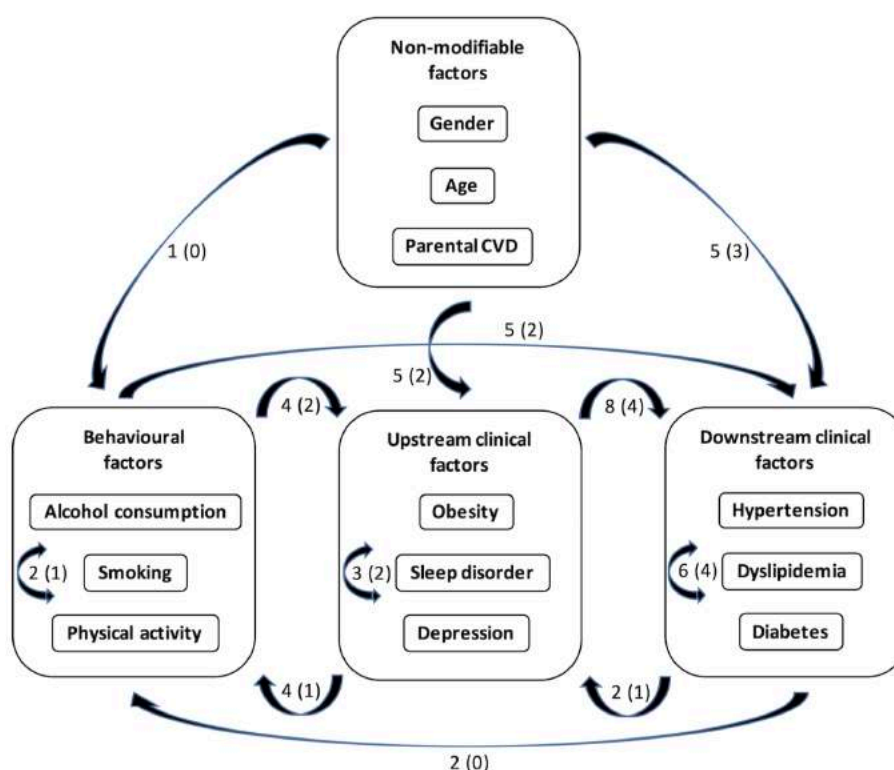 Non-modifiable
factors
Gender
Age
Parental CVD
1 (0)
5 (3)
5 (2)
5 (2)
4 (2)
8 (4)
Behavioural
factors
Alcohol consumption
2 (1)
Smoking
Physical activity
Upstream clinical
factors
Obesity
3 (2)
Sleep disorder
Depression
Downstream clinical
factors
Hypertension
6 (4)
Dyslipidemia
Diabetes
4 (1)
2 (1)
2 (0)